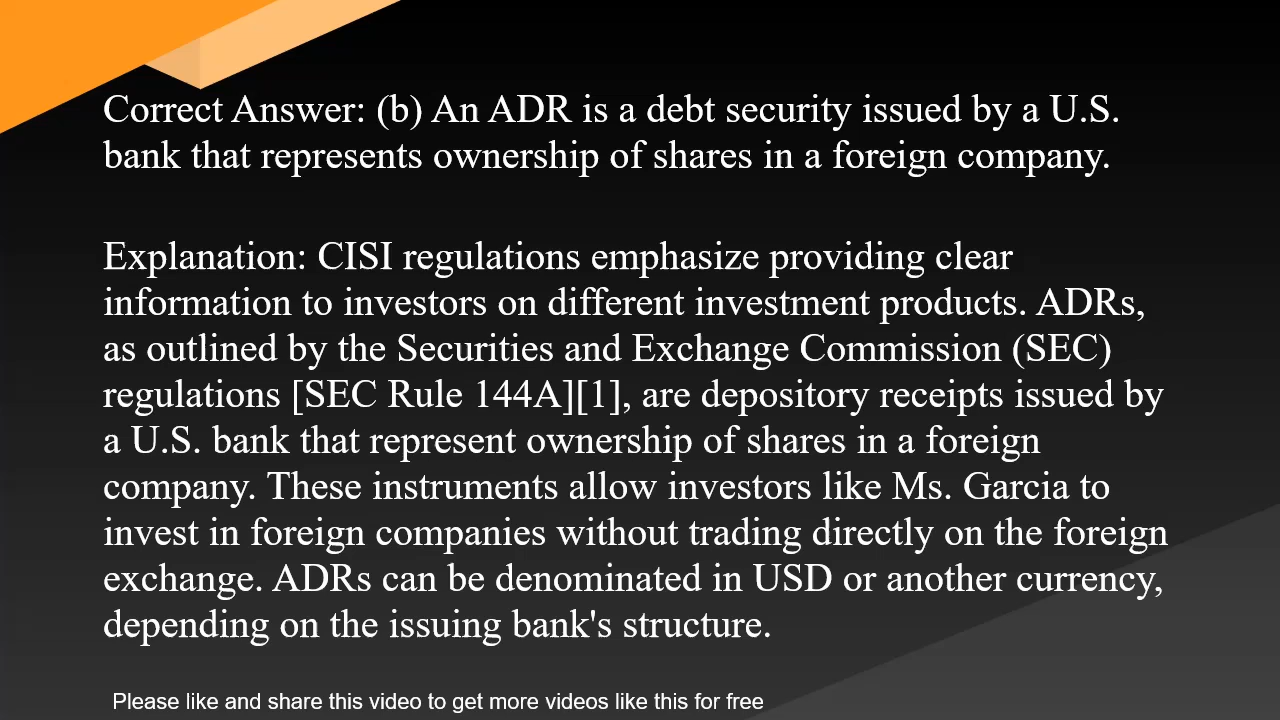 Correct Answer: (b) An ADR is a debt security issued by a U.S.
bank that represents ownership of shares in a foreign company.
Explanation: CISI regulations emphasize providing clear
information to investors on different investment products. ADRs,
as outlined by the Securities and Exchange Commission (SEC)
regulations [SEC Rule 144A][1], are depository receipts issued by
a U.S. bank that represent ownership of shares in a foreign
company. These instruments allow investors like Ms. Garcia to
invest in foreign companies without trading directly on the foreign
exchange. ADRs can be denominated in USD or another currency,
depending on the issuing bank's structure.
Please like and share this video to get more videos like this for free